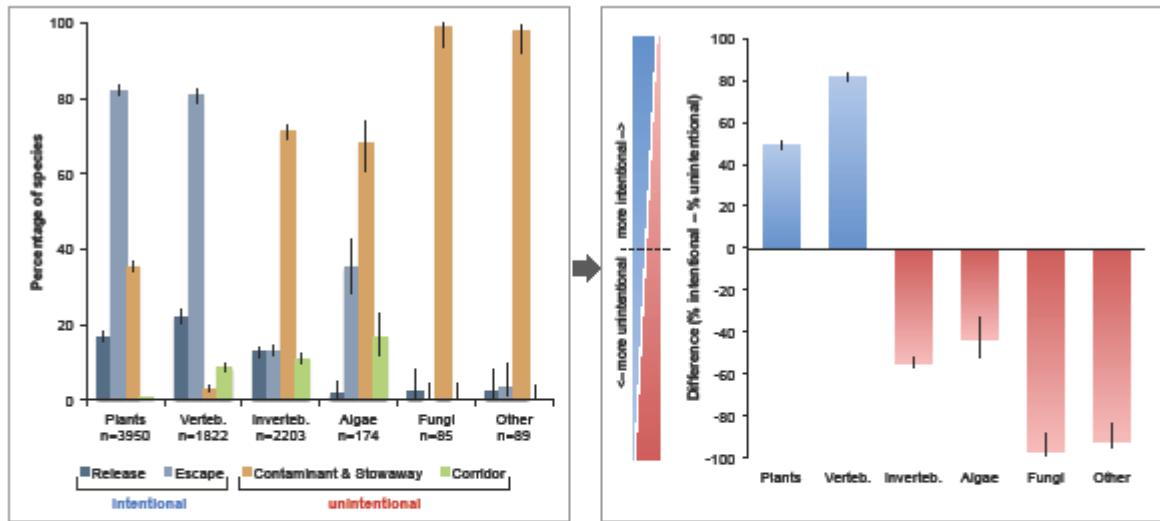 100
80
60
40
20
0
Percentage of species
Plants Verteb. Inverteb. Algae Fungi Other
n=3950 n=1822 n=2203 n=174 n=85 n=89
Release Escape Contaminant & Stowaway Corridor
intentional unintentional
<-- more unintentional more intentional -->
Difference (% intentional – % unintentional)
100
80
60
40
20
0
-20
-40
-60
-80
-100
Plants Verteb. Inverteb. Algae Fungi Other